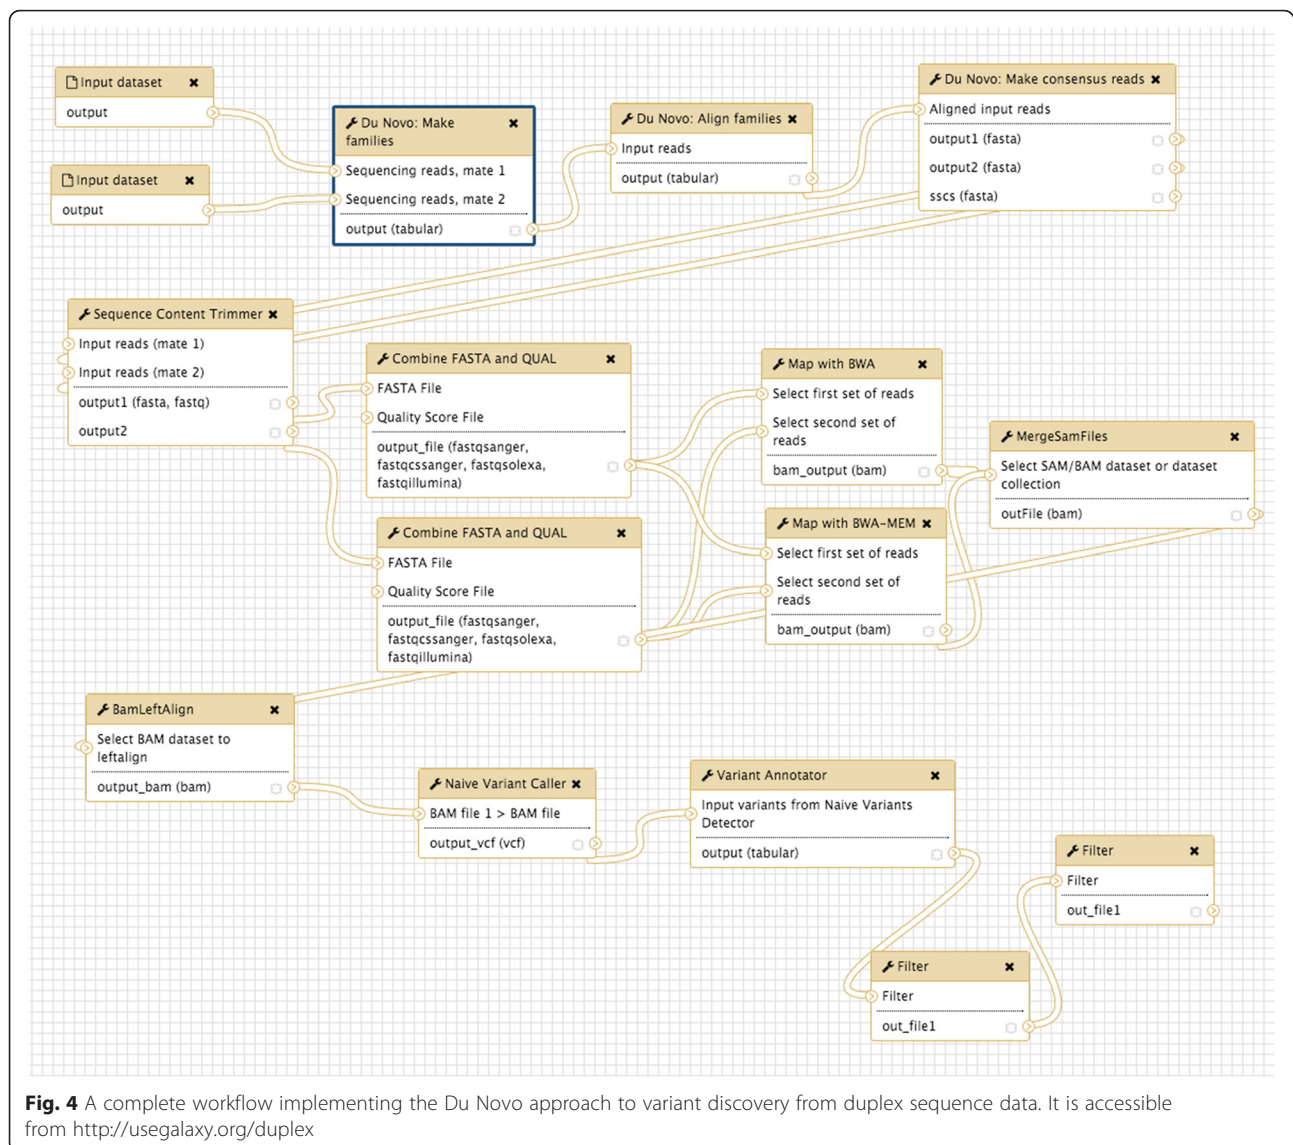 Input dataset
output
Input dataset
output
Du Novo: Make
families
Sequencing reads, mate 1
Sequencing reads, mate 2
output (tabular)
Du Novo: Align families
Input reads
output (tabular)
Du Novo: Make consensus reads
Aligned input reads
output1 (fasta)
output2 (fasta)
sscs (fasta)
Sequence Content Trimmer
Input reads (mate 1)
Input reads (mate 2)
output1 (fasta, fastq)
output2
Combine FASTA and QUAL
FASTA File
Quality Score File
output_file (fastqsanger,
fastqcssanger, fastqsolexa,
fastqillumina)
Combine FASTA and QUAL
FASTA File
Quality Score File
output_file (fastqsanger,
fastqcssanger, fastqsolexa,
fastqillumina)
Map with BWA
Select first set of reads
Select second set of
reads
bam_output (bam)
Map with BWA-MEM
Select first set of reads
Select second set of
reads
bam_output (bam)
MergeSamFiles
Select SAM/BAM dataset or dataset
collection
outFile (bam)
BamLeftAlign
Select BAM dataset to
leftalign
output_bam (bam)
Naive Variant Caller
BAM file 1 > BAM file
output_vcf (vcf)
Variant Annotator
Input variants from Naive Variants
Detector
output (tabular)
Filter
Filter
out_file1
Filter
Filter
out_file1
Fig. 4 A complete workflow implementing the Du Novo approach to variant discovery from duplex sequence data. It is accessible
from http://usegalaxy.org/duplex